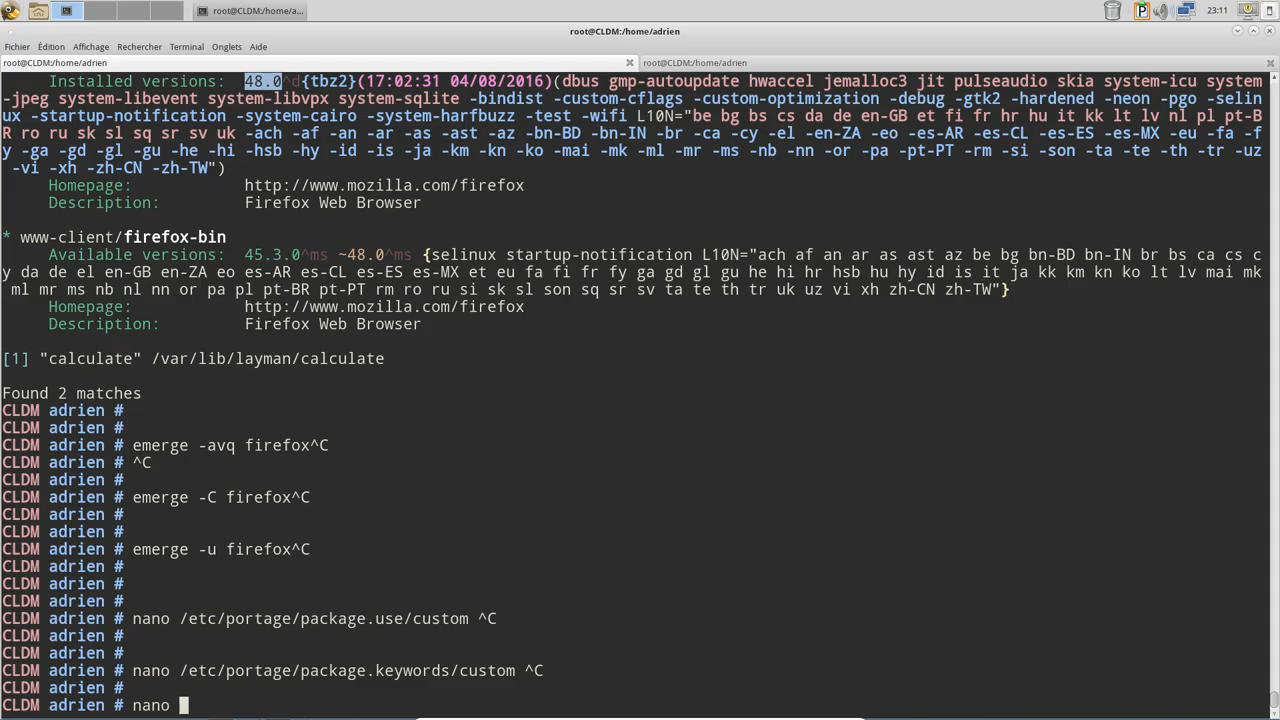 root@CLDM:/home/a...
23:11
root@CLDM:/home/adrien
Fichier Édition Affichage Rechercher Terminal Onglets Aide
root@CLDM:/home/adrien
root@CLDM:/home/adrien
Installed versions: 48.0^d{tbz2}(17:02:31 04/08/2016)(dbus gmp-autoupdate hwaccel jemalloc3 jit pulseaudio skia system-icu system
-jpeg system-libevent system-libvpx system-sqlite -bindist -custom-cflags -custom-optimization -debug -gtk2 -hardened -neon -pgo -selin
ux -startup-notification -system-cairo -system-harfbuzz -test -wifi L10N="be bg bs cs da de en-GB et fi fr hr hu it kk lt lv nl pl pt-B
R ro ru sk sl sq sr sv uk -ach -af -an -ar -as -ast -az -bn-BD -bn-IN -br -ca -cy -el -en-ZA -eo -es-AR -es-CL -es-ES -es-MX -eu -fa -f
y -ga -gd -gl -gu -he -hi -hsb -hy -id -is -ja -km -kn -ko -mai -mk -ml -mr -ms -nb -nn -or -pa -pt-PT -rm -si -son -ta -te -th -tr -uz
-vi -xh -zh-CN -zh-TW")
Homepage: http://www.mozilla.com/firefox
Description: Firefox Web Browser
* www-client/firefox-bin
Available versions: 45.3.0^ms ~48.0^ms {selinux startup-notification L10N="ach af an ar as ast az be bg bn-BD bn-IN br bs ca cs c
y da de el en-GB en-ZA eo es-AR es-CL es-ES es-MX et eu fa fi fr fy ga gd gl gu he hi hr hsb hu hy id is it ja kk km kn ko lt lv mai mk
ml mr ms nb nl nn or pa pl pt-BR pt-PT rm ro ru si sk sl son sq sr sv ta te th tr uk uz vi xh zh-CN zh-TW"}
Homepage: http://www.mozilla.com/firefox
Description: Firefox Web Browser
[1] "calculate" /var/lib/layman/calculate
Found 2 matches
CLDM adrien #
CLDM adrien #
CLDM adrien # emerge -avq firefox^C
CLDM adrien # ^C
CLDM adrien #
CLDM adrien # emerge -C firefox^C
CLDM adrien #
CLDM adrien #
CLDM adrien # emerge -u firefox^C
CLDM adrien #
CLDM adrien #
CLDM adrien #
CLDM adrien # nano /etc/portage/package.use/custom ^C
CLDM adrien #
CLDM adrien #
CLDM adrien # nano /etc/portage/package.keywords/custom ^C
CLDM adrien #
CLDM adrien # nano